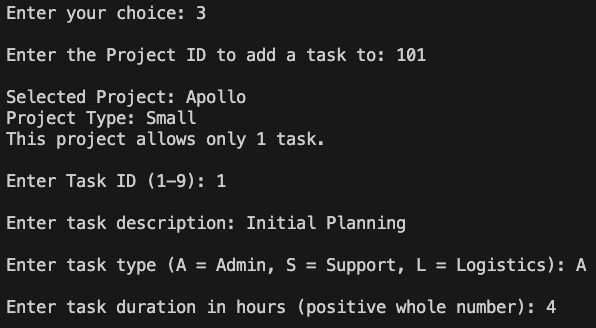 Enter your choice: 3
Enter the Project ID to add a task to: 101
Selected Project: Apollo
Project Type: Small
This project allows only 1 task.
Enter Task ID (1-9): 1
Enter task description: Initial Planning
Enter task type (A = Admin, S = Support, L = Logistics): A
Enter task duration in hours (positive whole number): 4